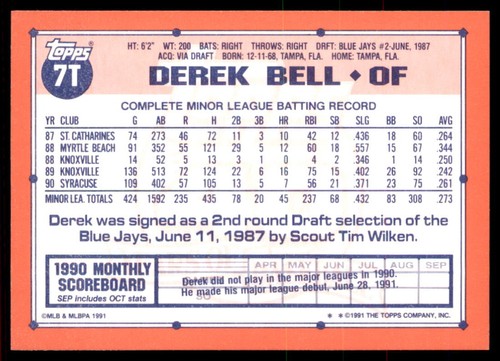 topps
7T
HT: 6'2" WT: 200 BATS: RIGHT THROWS: RIGHT DRFT: BLUE JAYS #2-JUNE, 1987
ACQ: VIA DRAFT BORN: 12-11-68, TAMPA, FLA. HOME: TAMPA, FLA.
DEREK BELL ◆ OF
COMPLETE MINOR LEAGUE BATTING RECORD
YR CLUB G AB R H 2B 3B HR RBI SB SLG BB SO AVG
87 ST. CATHARINES 74 273 46 72 11 3 10 42 12 .436 18 60 .264
88 MYRTLE BEACH 91 352 55 121 29 5 12 60 18 .557 15 67 .344
88 KNOXVILLE 14 52 5 13 3 1 0 4 2 .346 1 14 .250
89 KNOXVILLE 136 513 72 124 22 6 16 75 15 .402 26 92 .242
90 SYRACUSE 109 402 57 105 13 5 7 56 21 .371 23 75 .261
MINOR LEA. TOTALS 424 1592 235 435 78 20 45 237 68 .432 83 308 .273
Derek was signed as a 2nd round Draft selection of the
Blue Jays, June 11, 1987 by Scout Tim Wilken.
1990 MONTHLY
SCOREBOARD
SEP includes OCT stats
APR MAY JUN JUL AUG SEP
Derek did not play in the major leagues in 1990.
He made his major league debut, June 28, 1991.
SO
©MLB & MLBPA 1991
©1991 THE TOPPS COMPANY, INC.